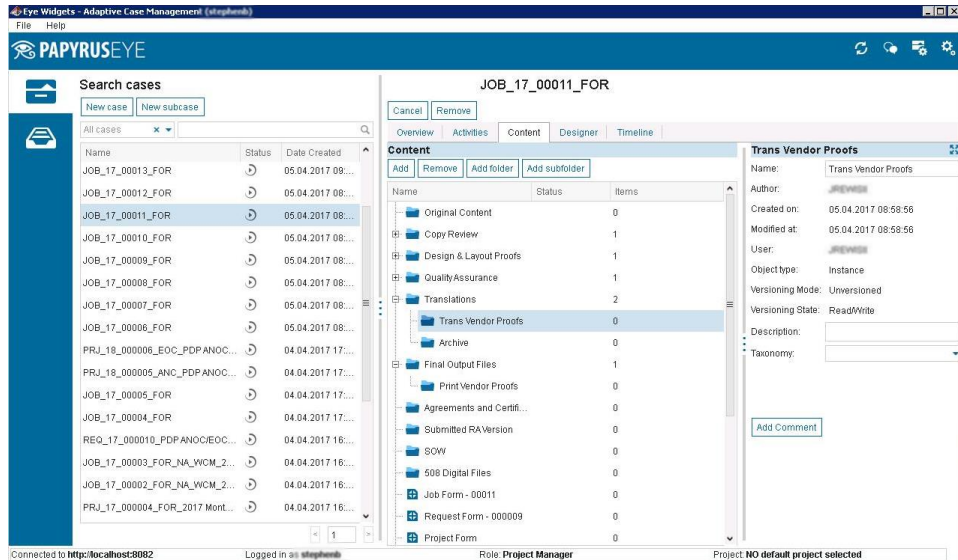 Eye Widgets - Adaptive Case Management (stephenb)
File Help
PAPYRUSEYE
Search cases
New case New subcase
All cases
Name Status Date Created
JOB_17_00013_FOR 05.04.2017 09:...
JOB_17_00012_FOR 05.04.2017 08:...
JOB_17_00011_FOR 05.04.2017 08:...
JOB_17_00010_FOR 05.04.2017 08:...
JOB_17_00009_FOR 05.04.2017 08:...
JOB_17_00008_FOR 05.04.2017 08:...
JOB_17_00007_FOR 05.04.2017 08:...
JOB_17_00006_FOR 05.04.2017 08:...
PRJ_18_000006_EOC_PDP ANOC... 04.04.2017 17:...
PRJ_18_000005_ANC_PDP ANOC... 04.04.2017 17:...
JOB_17_00005_FOR 04.04.2017 17:...
JOB_17_00004_FOR 04.04.2017 17:...
REQ_17_000010_PDP ANOC/EOC... 04.04.2017 16:...
JOB_17_00003_FOR_NA_WCM_2... 04.04.2017 16:...
JOB_17_00002_FOR_NA_WCM_2... 04.04.2017 16:...
PRJ_17_000004_FOR_2017 Mont... 04.04.2017 16:...
1
JOB_17_00011_FOR
Cancel Remove
Overview Activities Content Designer Timeline
Content
Add Remove Add folder Add subfolder
Name Status Items
Original Content 0
Copy Review 1
Design & Layout Proofs 1
Quality Assurance 1
Translations 2
Trans Vendor Proofs 0
Archive 0
Final Output Files 1
Print Vendor Proofs 0
Agreements and Certifi... 0
Submitted RA Version 0
SOW 0
508 Digital Files 0
Job Form - 00011 0
Request Form - 000009 0
Project Form 0
Trans Vendor Proofs
Name: Trans Vendor Proofs
Author:
Created on: 05.04.2017 08:58:56
Modified at: 05.04.2017 08:58:56
User:
Object type: Instance
Versioning Mode: Unversioned
Versioning State: Read/Write
Description:
Taxonomy:
Add Comment
Connected to http://localhost:8082 Logged in as stephenb Role: Project Manager Project: NO default project selected